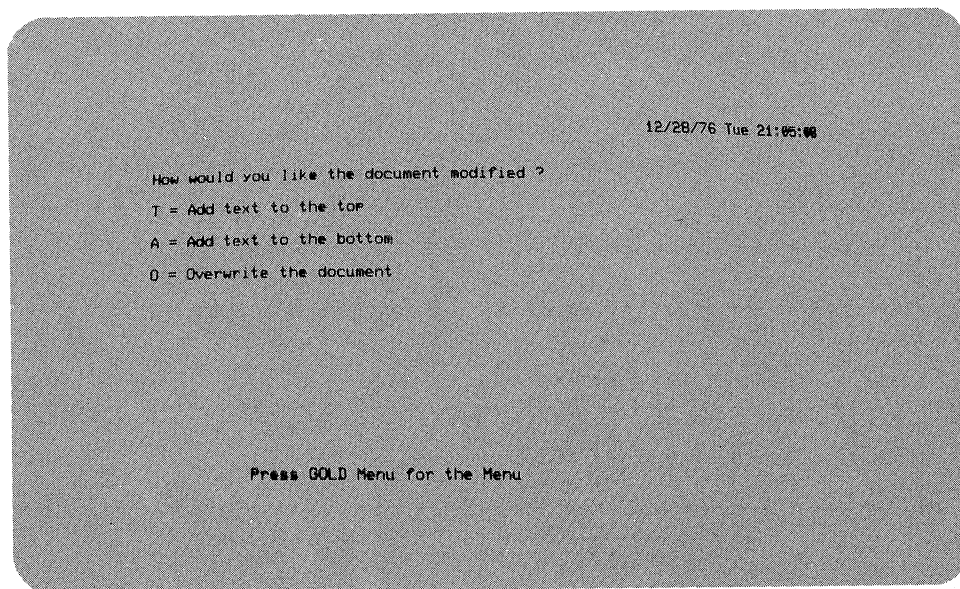 12/28/76 Tue 21:05:00
How would you like the document modified ?
T = Add text to the top
A = Add text to the bottom
O = Overwrite the document
Press GOLD Menu for the Menu